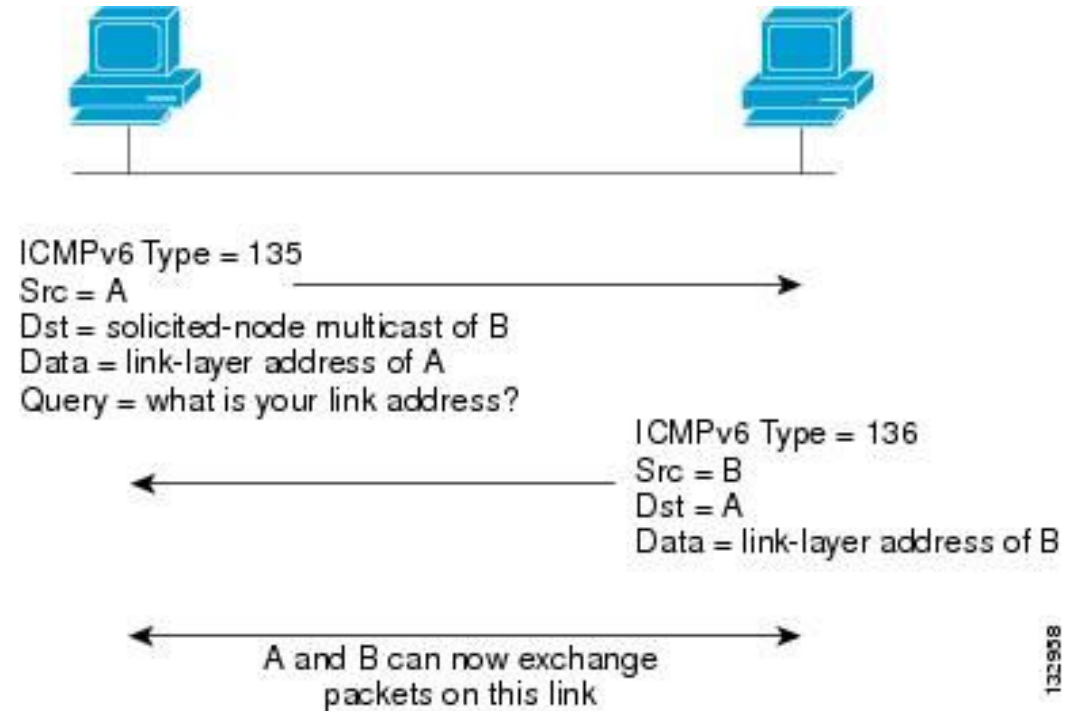 ICMPv6 Type = 135
Src = A
Dst = solicited-node multicast of B
Data = link-layer address of A
Query = what is your link address?
ICMPv6 Type = 136
Src = B
Dst = A
Data = link-layer address of B
A and B can now exchange
packets on this link
132958